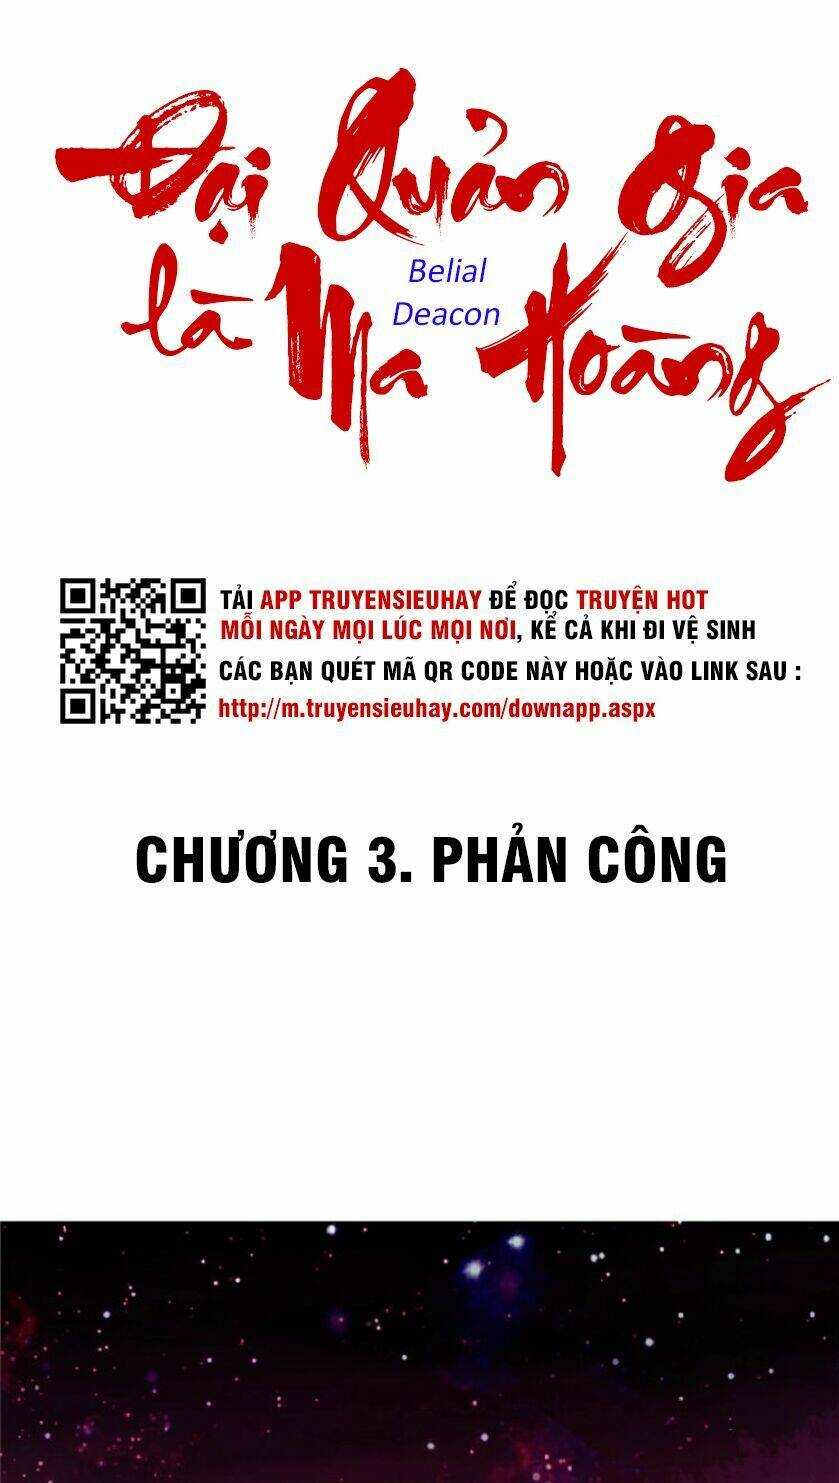 Đại Quản Gia
là Ma Hoàng
Belial
Deacon
TẢI APP TRUYENSIEUHAY ĐỂ ĐỌC TRUYỆN HOT
MỖI NGÀY MỌI LÚC MỌI NƠI, KỂ CẢ KHI ĐI VỆ SINH
CÁC BẠN QUÉT MÃ QR CODE NÀY HOẶC VÀO LINK SAU :
http://m.truyensieuhay.com/downapp.aspx
CHƯƠNG 3. PHẢN CÔNG